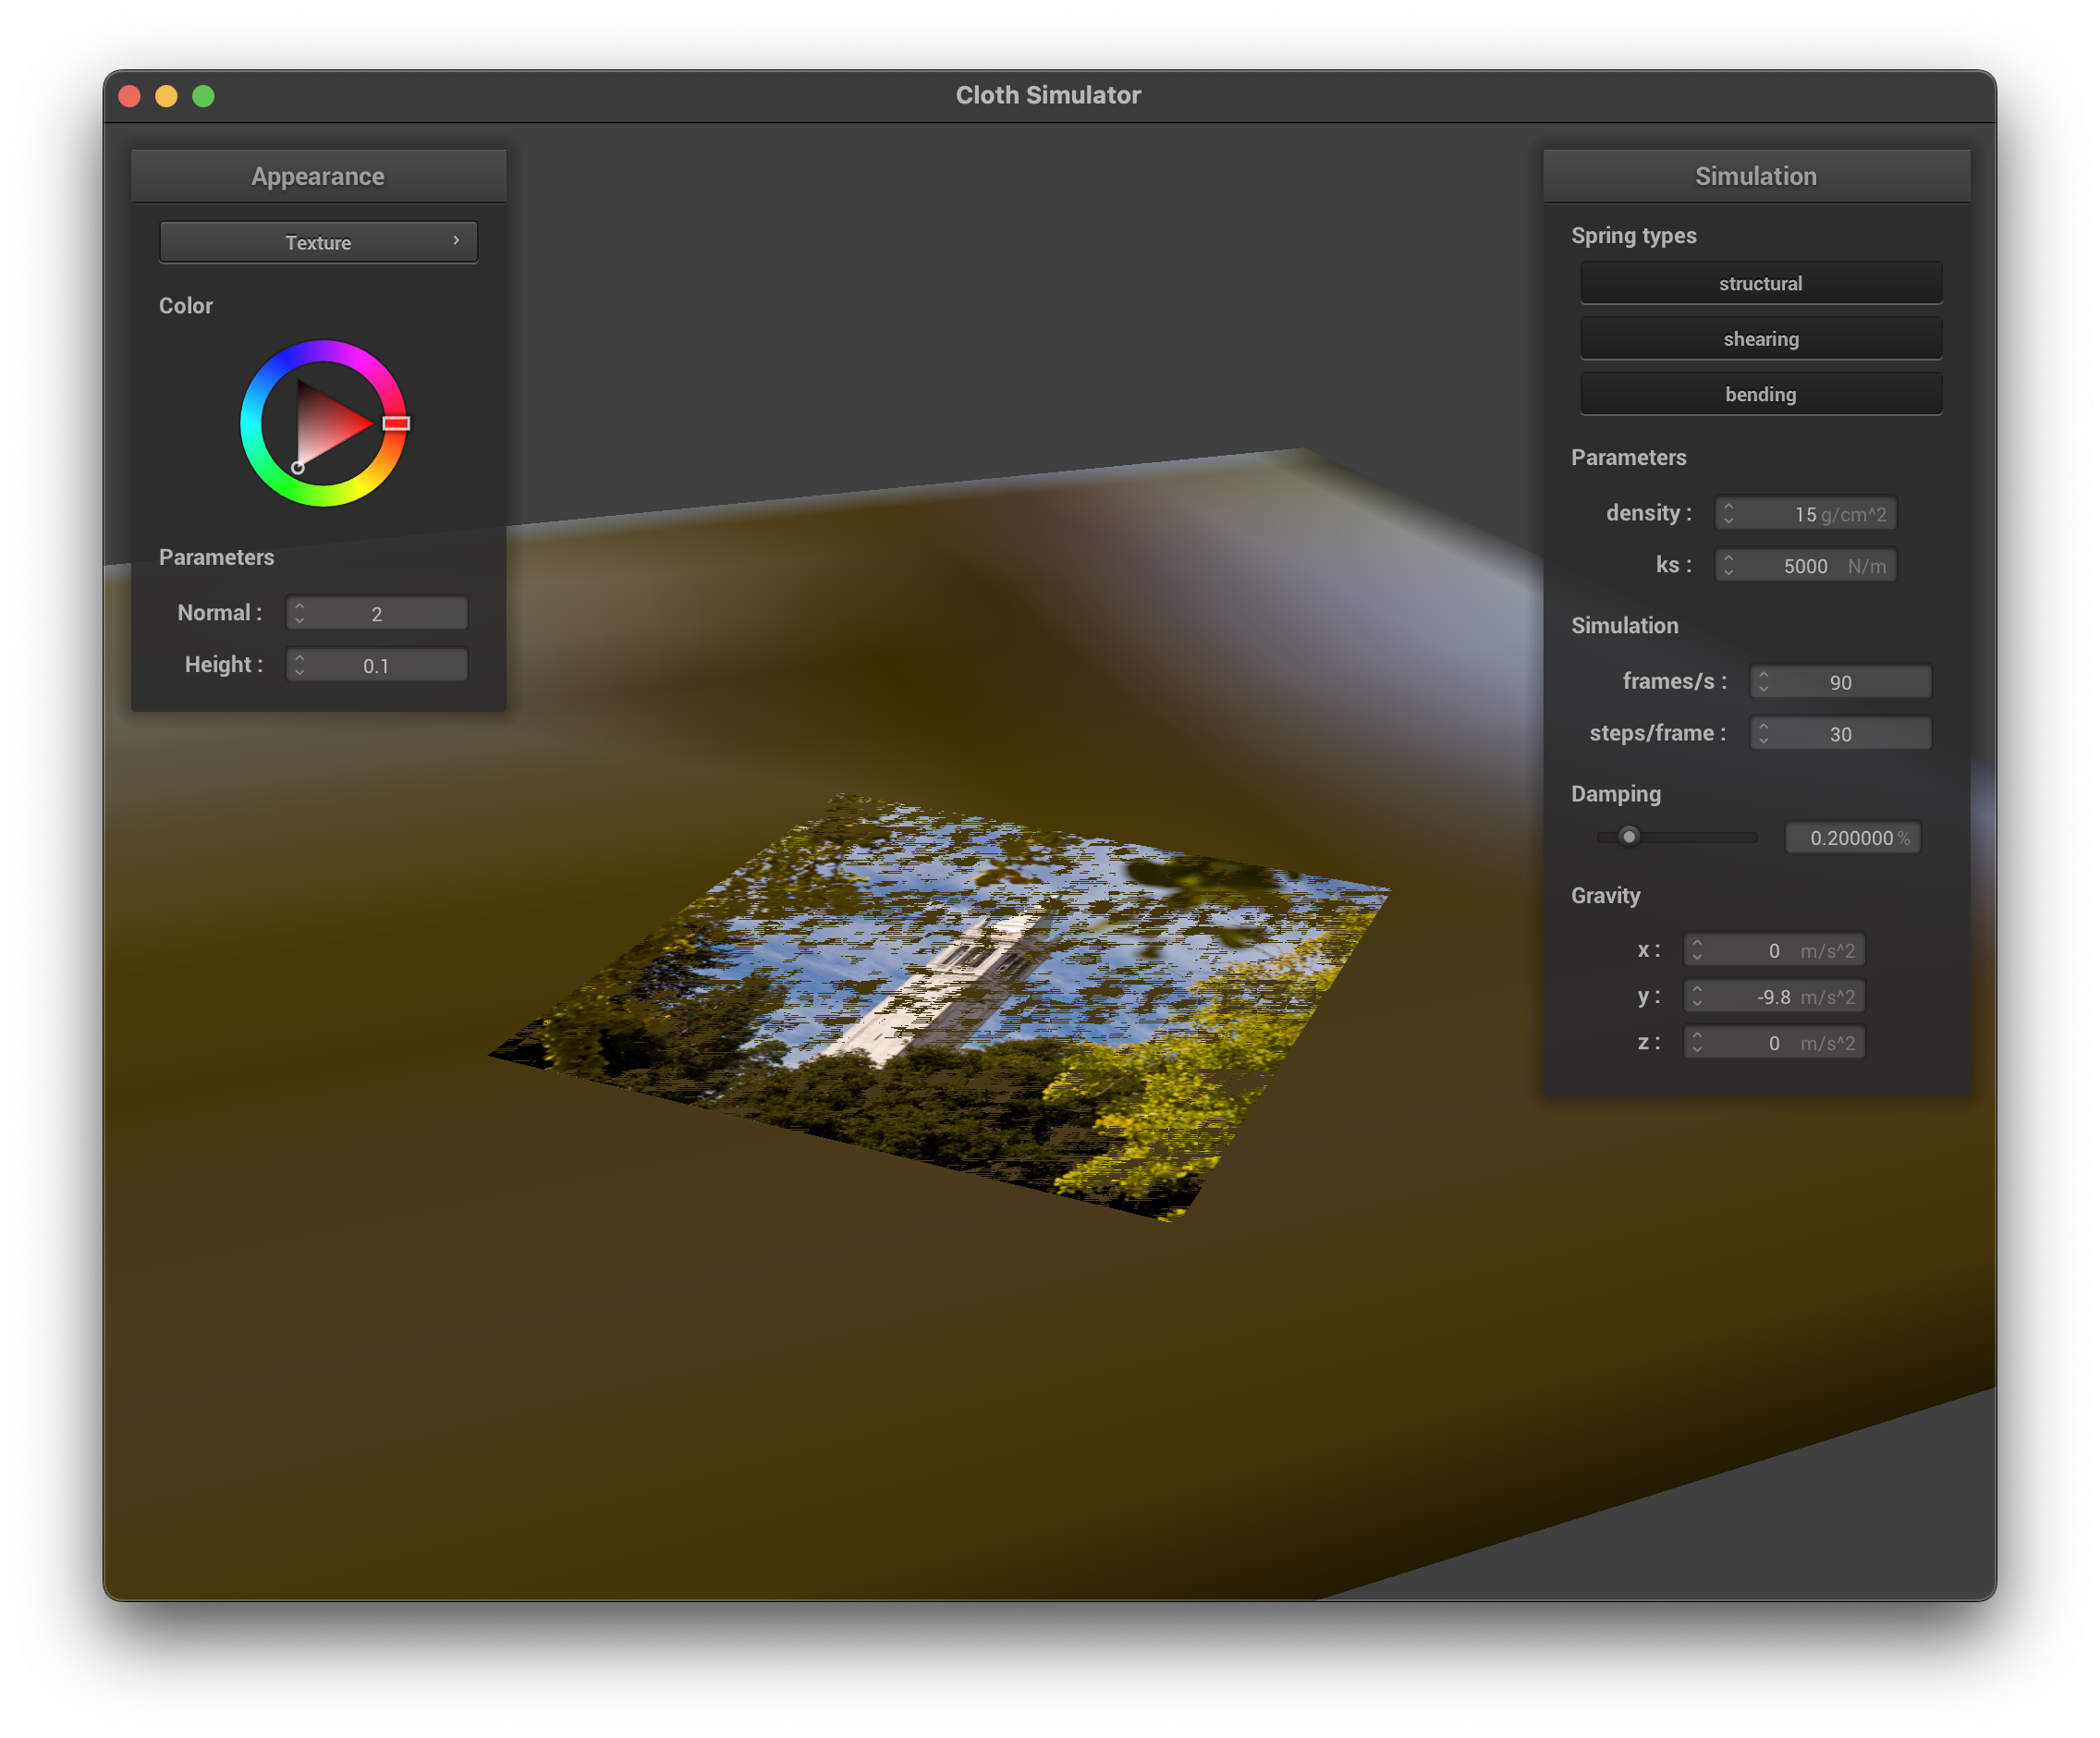 Cloth Simulator
Appearance
Texture
Color
Parameters
Normal : 2
Height : 0.1
Simulation
Spring types
structural
shearing
bending
Parameters
density : 15 g/cm^2
ks : 5000 N/m
Simulation
frames/s : 90
steps/frame : 30
Damping
0.200000 %
Gravity
x : 0 m/s^2
y : -9.8 m/s^2
z : 0 m/s^2